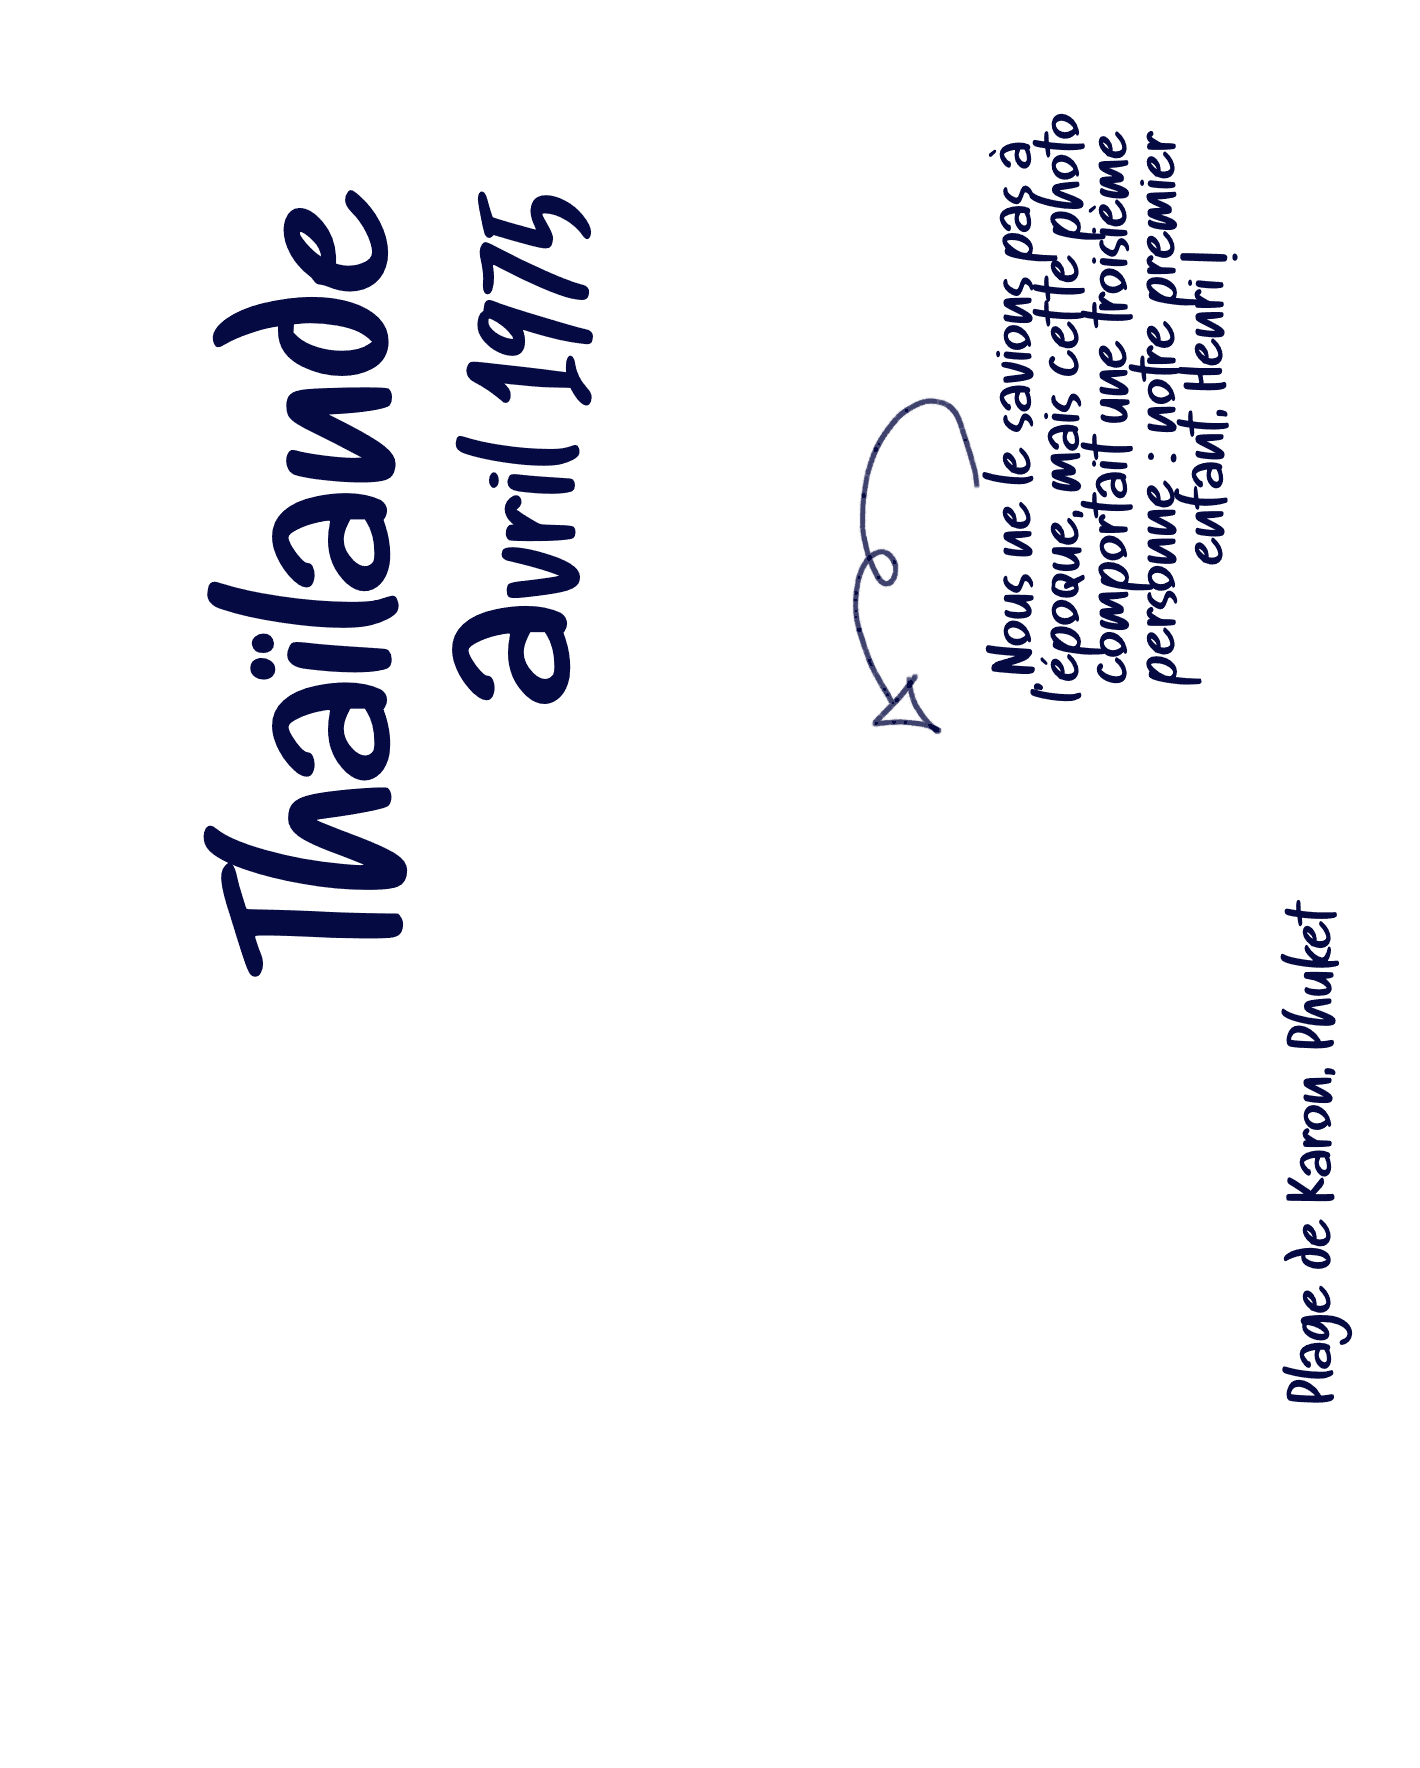 Thaïlande
avril 1975
Nous ne le savions pas à
l'époque, mais cette photo
comportait une troisième
personne : notre premier
enfant, Henri !
Plage de Karon, Phuket